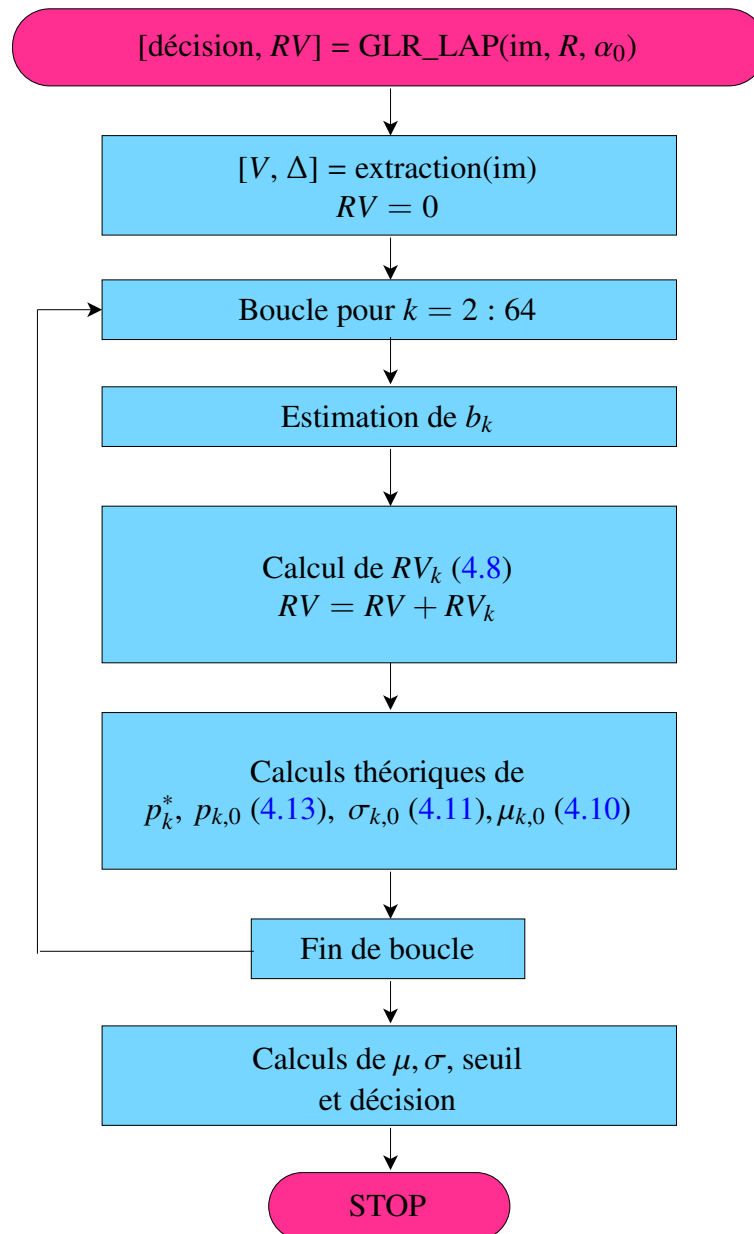 [décision, RV] = GLR_LAP(im, R, α₀)
[V, Δ] = extraction(im)
RV = 0
Boucle pour k = 2 : 64
Estimation de bₖ
Calcul de RVₖ (4.8)
RV = RV + RVₖ
Calculs théoriques de
p*ₖ, pₖ,₀ (4.13), σₖ,₀ (4.11), μₖ,₀ (4.10)
Fin de boucle
Calculs de μ, σ, seuil
et décision
STOP